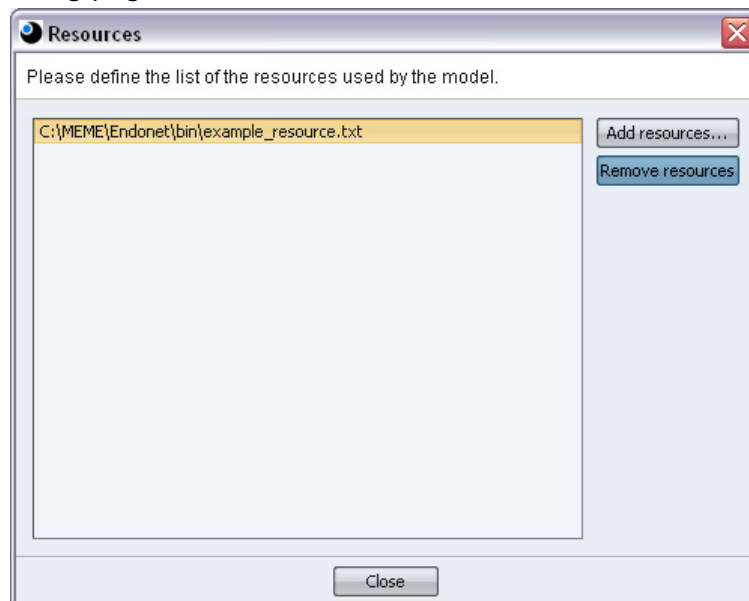 Resources
Please define the list of the resources used by the model.
C:\MEME\Endonet\bin\example_resource.txt
Add resources...
Remove resources
Close